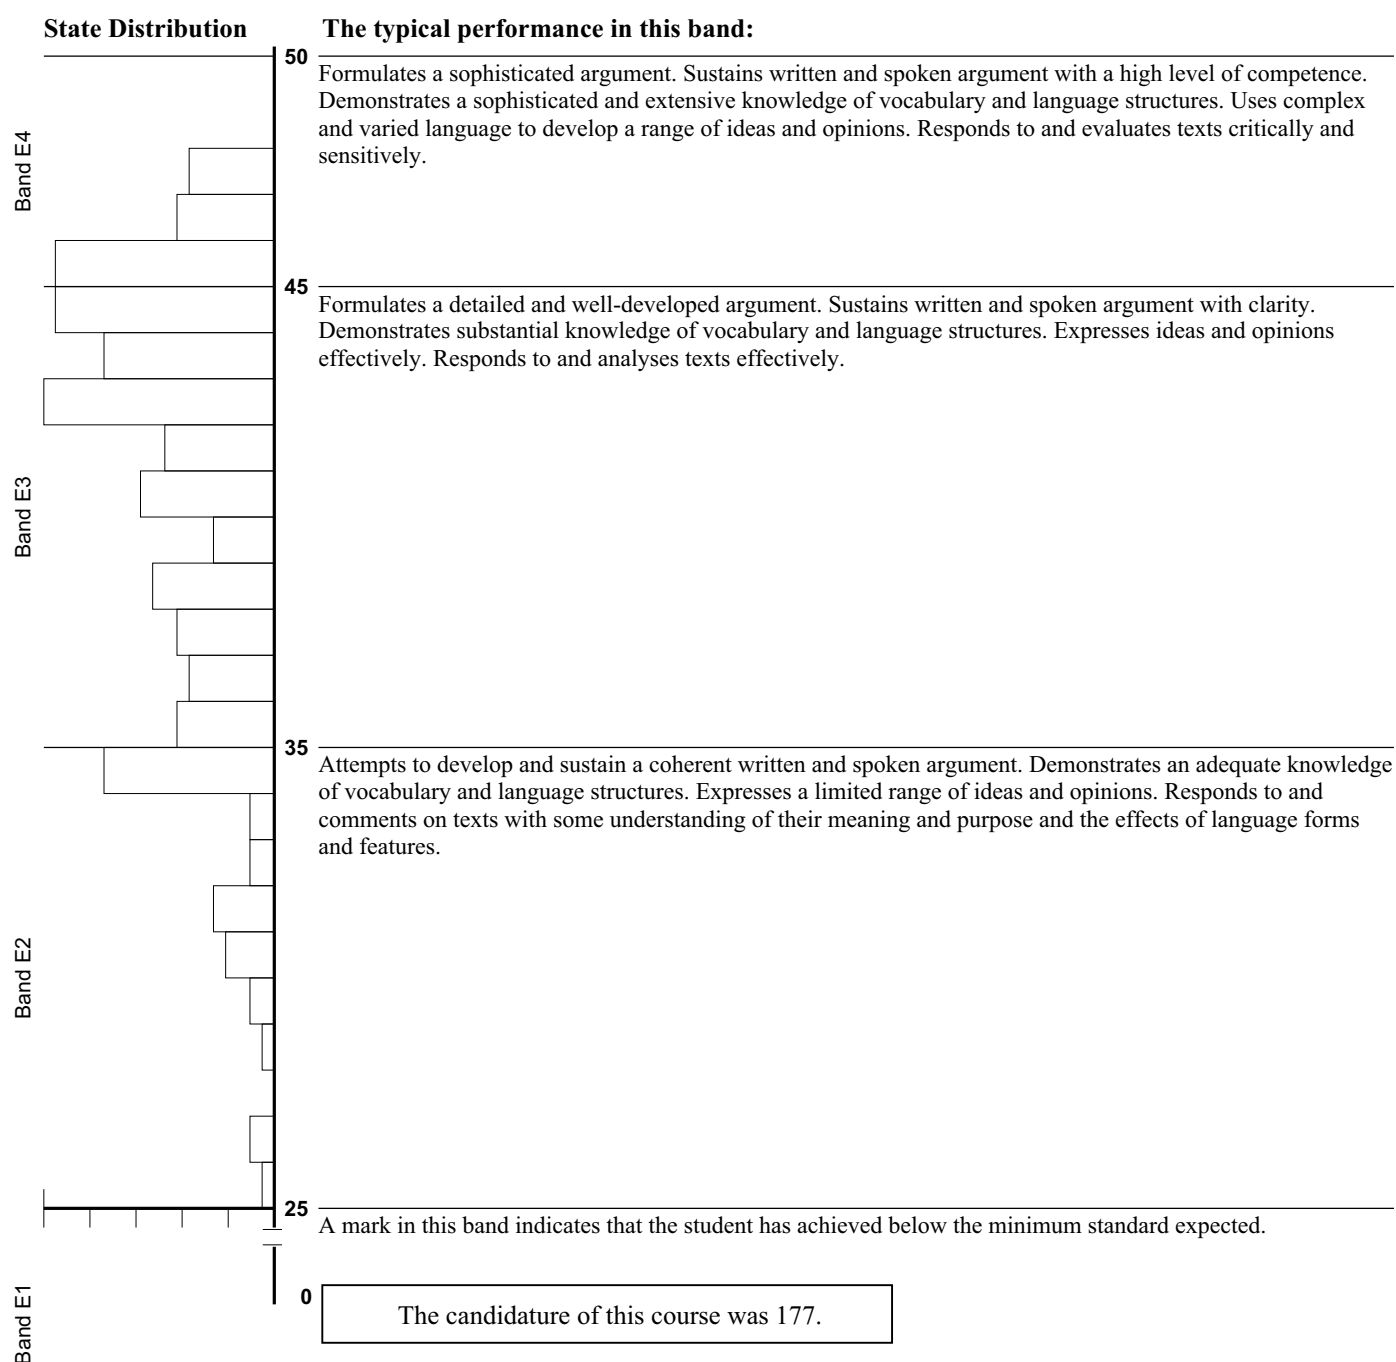 State Distribution
The typical performance in this band:
50
Formulates a sophisticated argument. Sustains written and spoken argument with a high level of competence.
Demonstrates a sophisticated and extensive knowledge of vocabulary and language structures. Uses complex
and varied language to develop a range of ideas and opinions. Responds to and evaluates texts critically and
sensitively.
Band E4
45
Formulates a detailed and well-developed argument. Sustains written and spoken argument with clarity.
Demonstrates substantial knowledge of vocabulary and language structures. Expresses ideas and opinions
effectively. Responds to and analyses texts effectively.
Band E3
35
Attempts to develop and sustain a coherent written and spoken argument. Demonstrates an adequate knowledge
of vocabulary and language structures. Expresses a limited range of ideas and opinions. Responds to and
comments on texts with some understanding of their meaning and purpose and the effects of language forms
and features.
Band E2
25
A mark in this band indicates that the student has achieved below the minimum standard expected.
Band E1
0
The candidature of this course was 177.